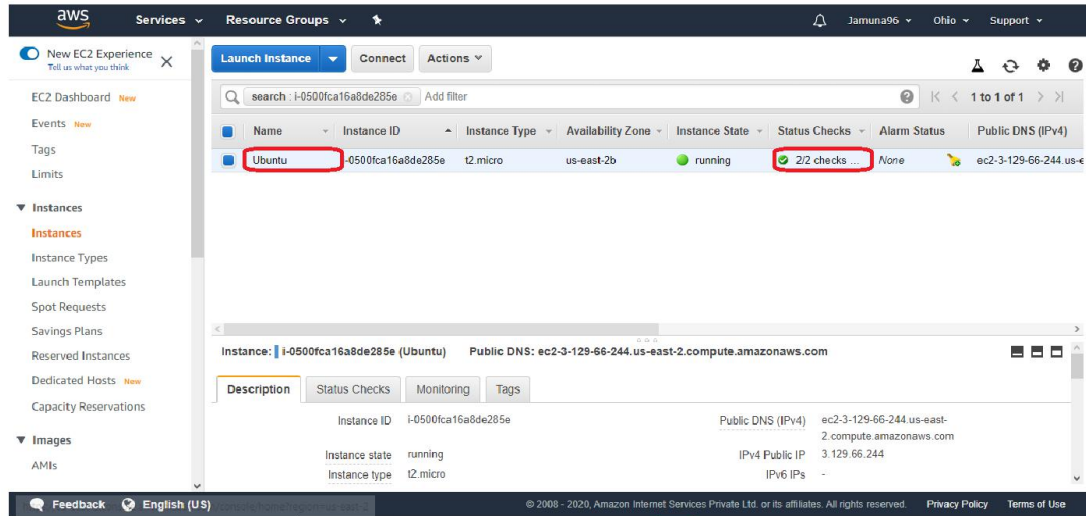 aws Services Resource Groups Jamuna96 Ohio Support
New EC2 Experience
Tell us what you think
EC2 Dashboard New
Events New
Tags
Limits
Instances
Instances
Instance Types
Launch Templates
Spot Requests
Savings Plans
Reserved Instances
Dedicated Hosts New
Capacity Reservations
Images
AMIs
Launch Instance Connect Actions
search : i-0500fca16a8de285e Add filter 1 to 1 of 1
Name Instance ID Instance Type Availability Zone Instance State Status Checks Alarm Status Public DNS (IPv4)
Ubuntu i-0500fca16a8de285e t2.micro us-east-2b running 2/2 checks ... None ec2-3-129-66-244.us-e
Instance: i-0500fca16a8de285e (Ubuntu) Public DNS: ec2-3-129-66-244.us-east-2.compute.amazonaws.com
Description Status Checks Monitoring Tags
Instance ID i-0500fca16a8de285e Public DNS (IPv4) ec2-3-129-66-244.us-east-
2.compute.amazonaws.com
Instance state running IPv4 Public IP 3.129.66.244
Instance type t2.micro IPv6 IPs -
Feedback English (US) © 2008 - 2020, Amazon Internet Services Private Ltd. or its affiliates. All rights reserved. Privacy Policy Terms of Use